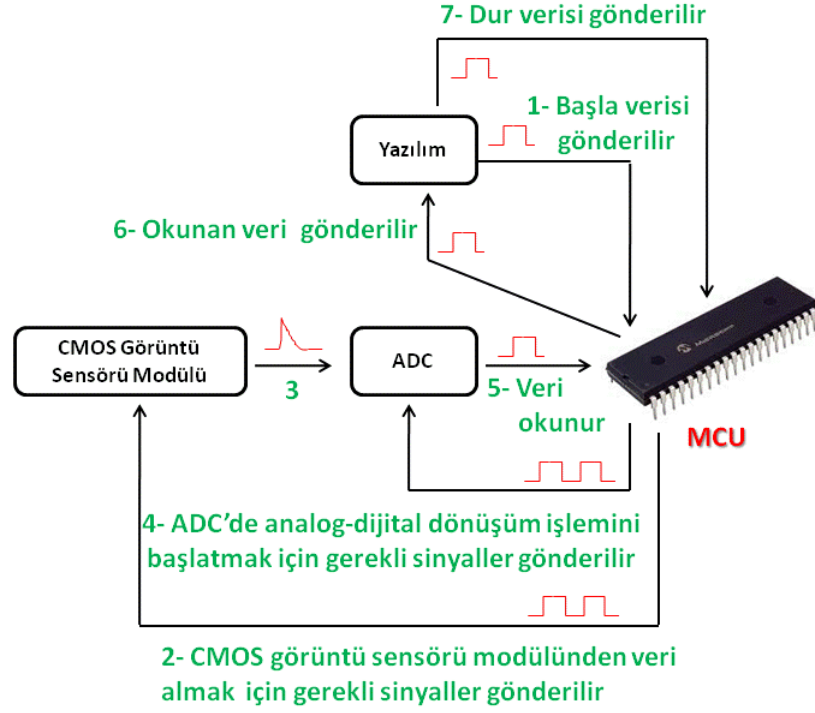 7- Dur verisi gönderilir
1- Başla verisi
gönderilir
Yazılım
6- Okunan veri gönderilir
CMOS Görüntü
Sensörü Modülü
3
ADC
5- Veri
okunur
MCU
4- ADC'de analog-dijital dönüşüm işlemini
başlatmak için gerekli sinyaller gönderilir
2- CMOS görüntü sensörü modülünden veri
almak için gerekli sinyaller gönderilir